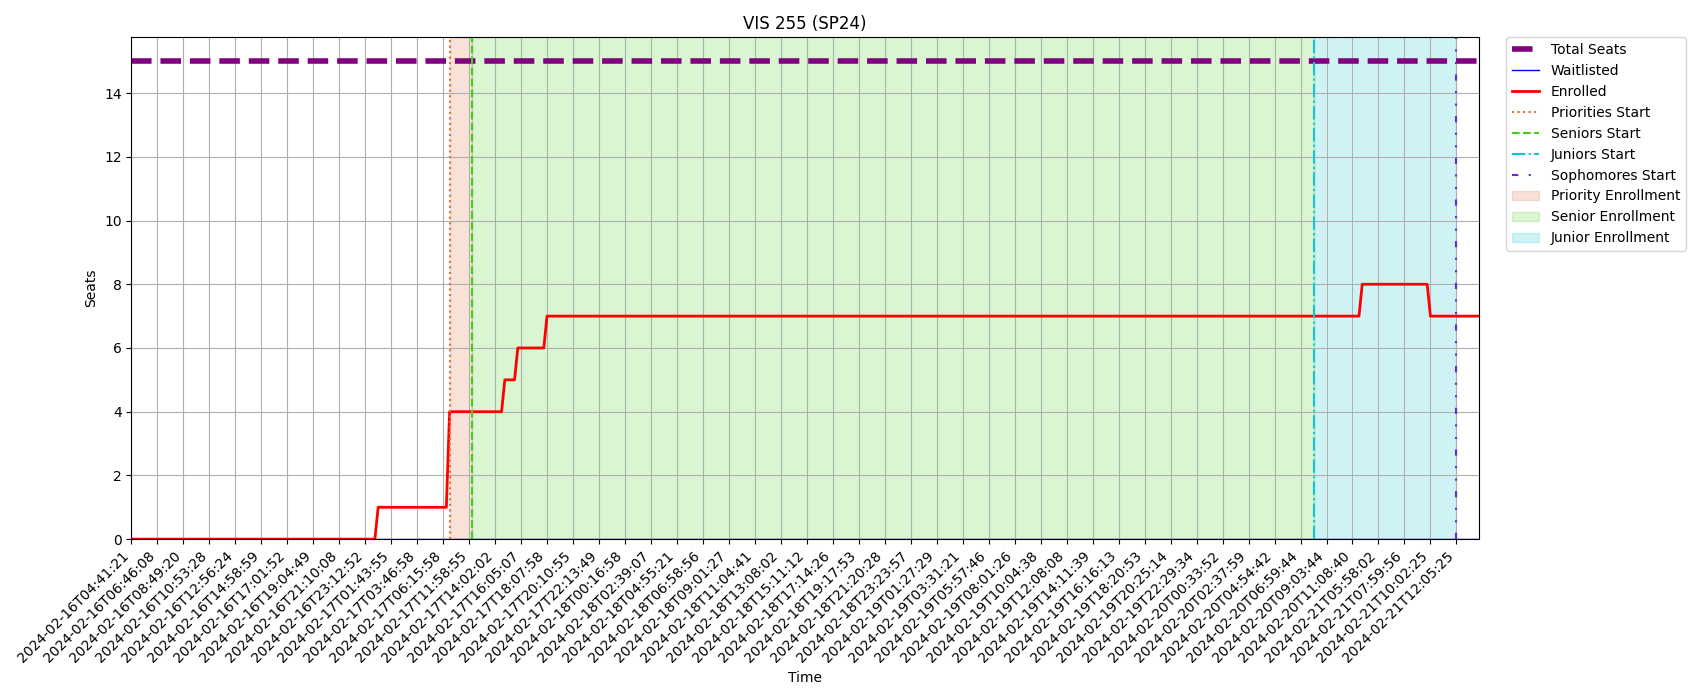 VIS 255 (SP24)
Total Seats
Waitlisted
Enrolled
Priorities Start
Seniors Start
Juniors Start
Sophomores Start
Priority Enrollment
Senior Enrollment
Junior Enrollment
Seats
14
12
10
8
6
4
2
0
2024-02-16T04:41:21
2024-02-16T06:46:08
2024-02-16T08:49:20
2024-02-16T10:53:28
2024-02-16T12:56:24
2024-02-16T14:58:59
2024-02-16T17:01:52
2024-02-16T19:04:49
2024-02-16T21:10:08
2024-02-16T23:12:52
2024-02-17T01:43:55
2024-02-17T03:46:58
2024-02-17T06:15:58
2024-02-17T11:58:55
2024-02-17T14:02:02
2024-02-17T16:05:07
2024-02-17T18:07:58
2024-02-17T20:10:55
2024-02-17T22:13:49
2024-02-18T00:16:58
2024-02-18T02:39:07
2024-02-18T04:55:21
2024-02-18T06:58:56
2024-02-18T09:01:27
2024-02-18T11:04:41
2024-02-18T13:08:02
2024-02-18T15:11:12
2024-02-18T17:14:26
2024-02-18T19:17:53
2024-02-18T21:20:28
2024-02-18T23:23:57
2024-02-19T01:27:29
2024-02-19T03:31:21
2024-02-19T05:57:46
2024-02-19T08:01:26
2024-02-19T10:04:38
2024-02-19T12:08:08
2024-02-19T14:11:39
2024-02-19T16:16:13
2024-02-19T18:20:53
2024-02-19T20:25:14
2024-02-19T22:29:34
2024-02-20T00:33:52
2024-02-20T02:37:59
2024-02-20T04:54:42
2024-02-20T06:59:44
2024-02-20T09:03:44
2024-02-20T11:08:40
2024-02-21T05:58:02
2024-02-21T07:59:56
2024-02-21T10:02:25
2024-02-21T12:05:25
Time